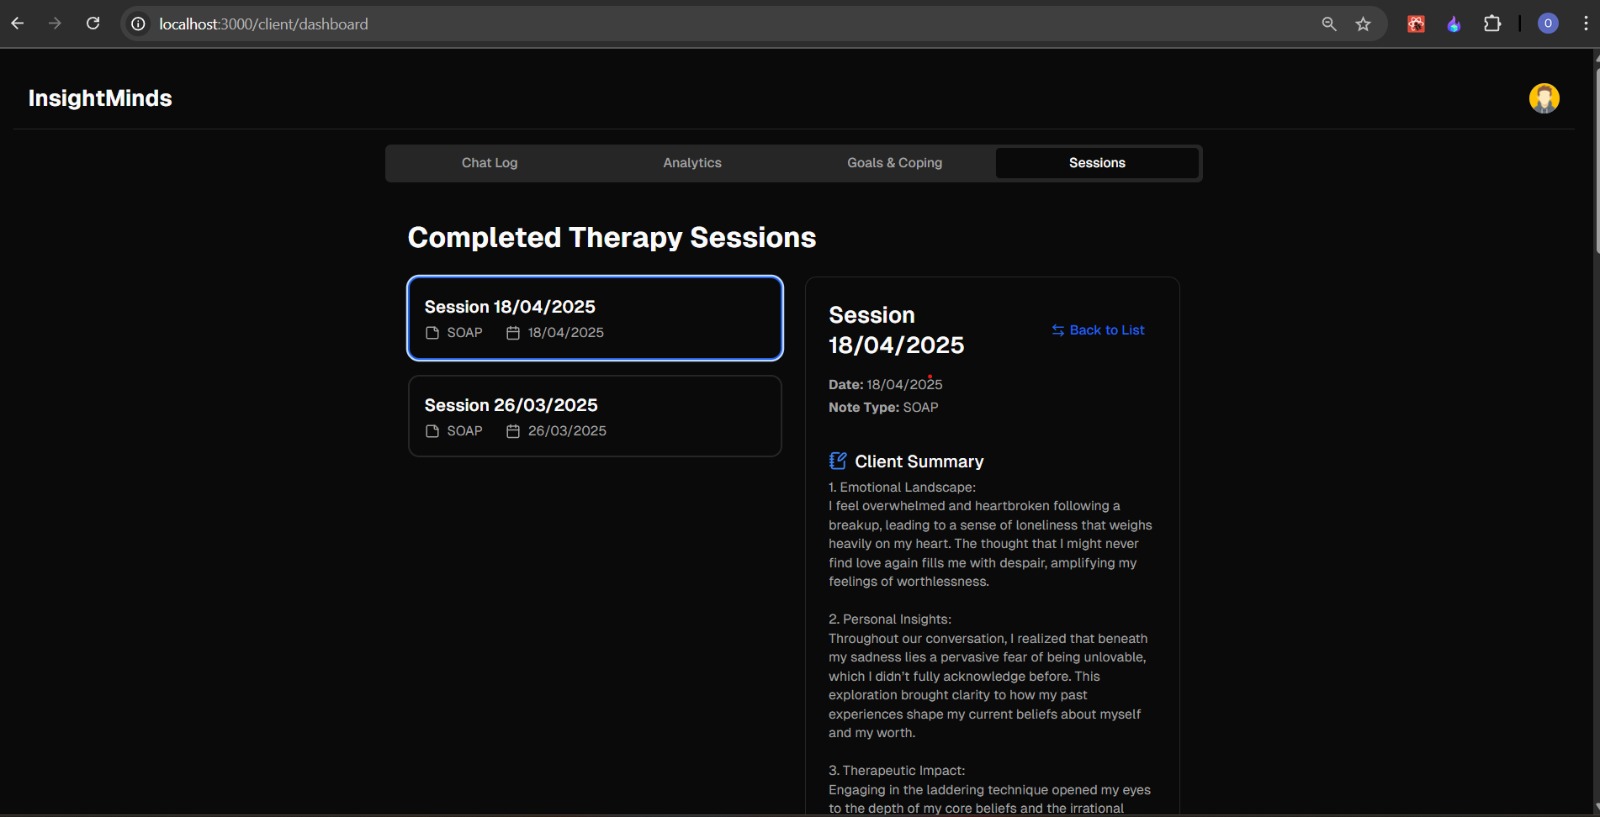 localhost:3000/client/dashboard
O
InsightMinds
Chat Log
Analytics
Goals & Coping
Sessions
Completed Therapy Sessions
Session 18/04/2025
SOAP
18/04/2025
Session 26/03/2025
SOAP
26/03/2025
Session
18/04/2025
Back to List
Date: 18/04/2025
Note Type: SOAP
Client Summary
1. Emotional Landscape:
I feel overwhelmed and heartbroken following a
breakup, leading to a sense of loneliness that weighs
heavily on my heart. The thought that I might never
find love again fills me with despair, amplifying my
feelings of worthlessness.
2. Personal Insights:
Throughout our conversation, I realized that beneath
my sadness lies a pervasive fear of being unlovable,
which I didn't fully acknowledge before. This
exploration brought clarity to how my past
experiences shape my current beliefs about myself
and my worth.
3. Therapeutic Impact:
Engaging in the laddering technique opened my eyes
to the depth of my core beliefs and the irrational